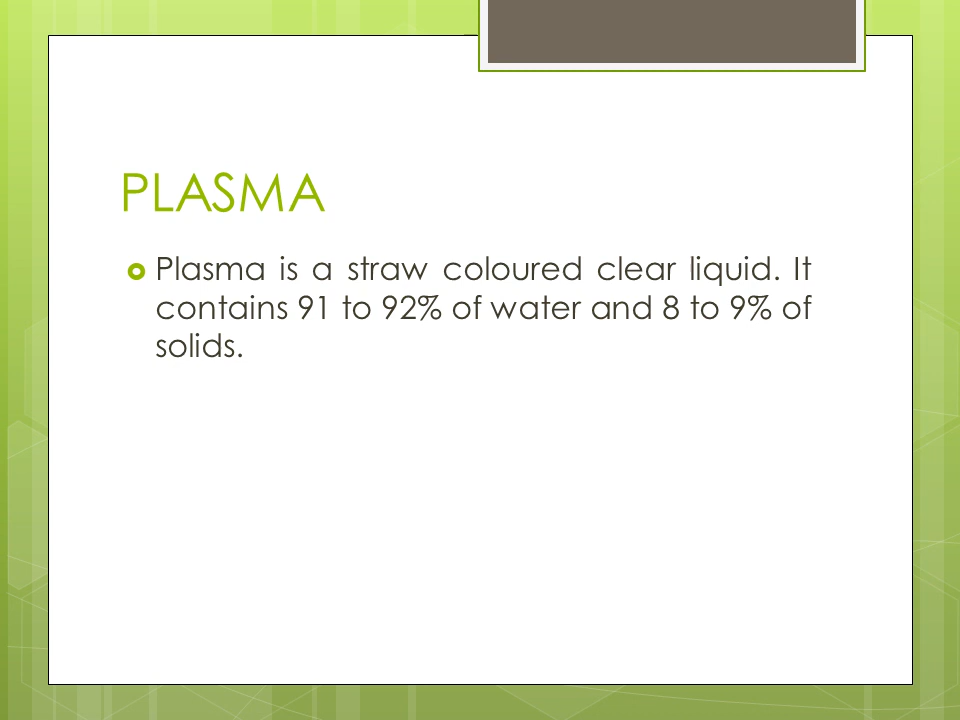 PLASMA
Plasma is a straw coloured clear liquid. It
contains 91 to 92% of water and 8 to 9% of
solids.